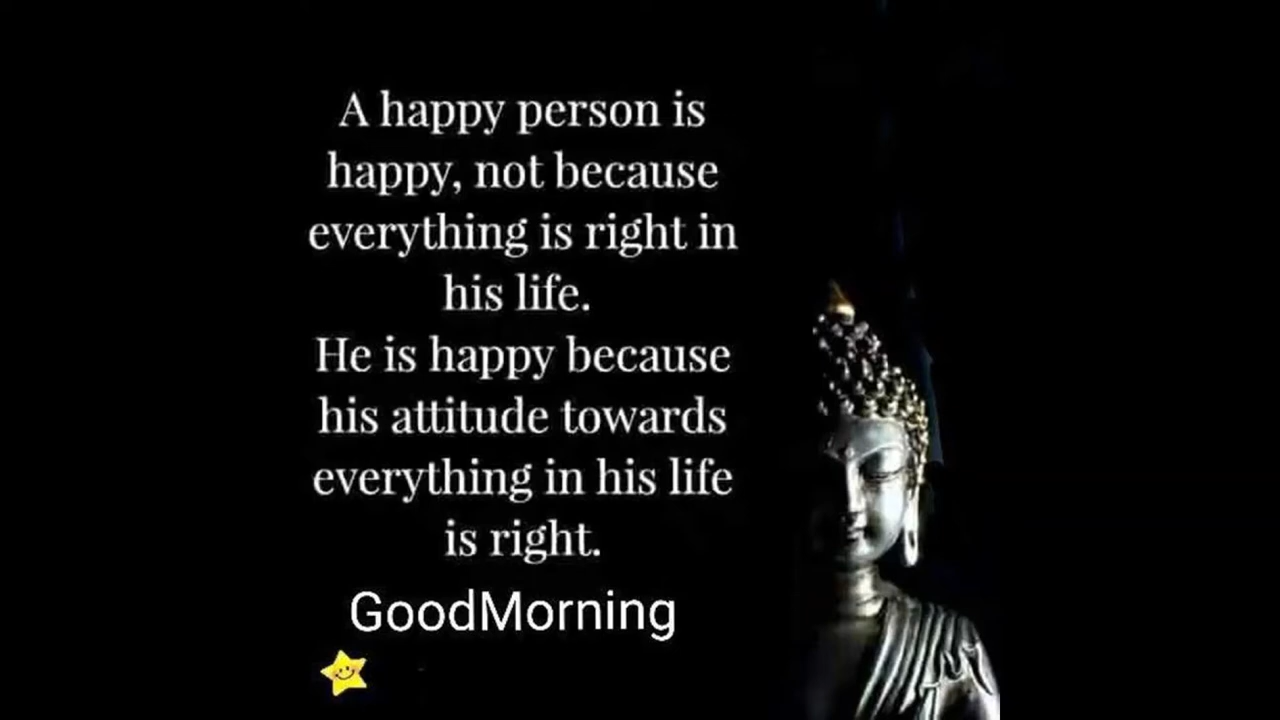 A happy person is
happy, not because
everything is right in
his life.
He is happy because
his attitude towards
everything in his life
is right.
GoodMorning